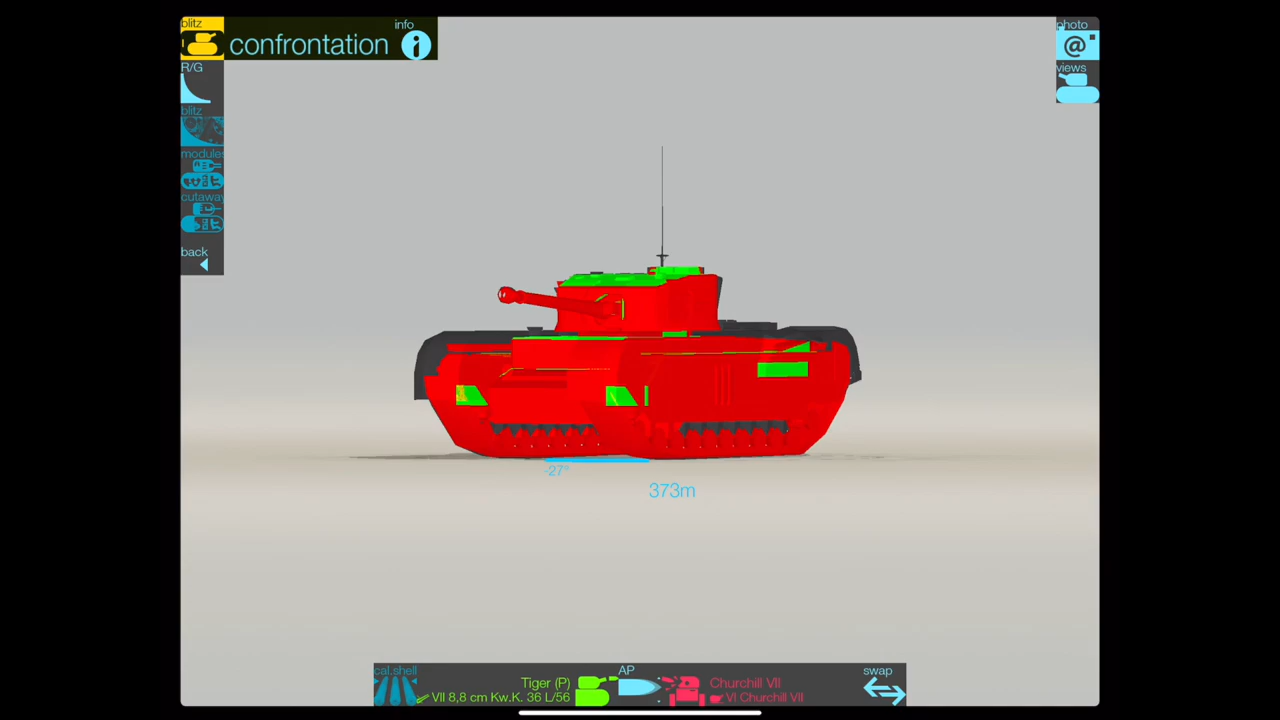 blitz
confrontation
info
i
photo
@
R/G
views
blitz
modules
cutaway
back
-27°
373m
cal.shell
Tiger (P)
VII 8,8 cm Kw.K. 36 L/56
AP
Churchill VII
VI Churchill VII
swap